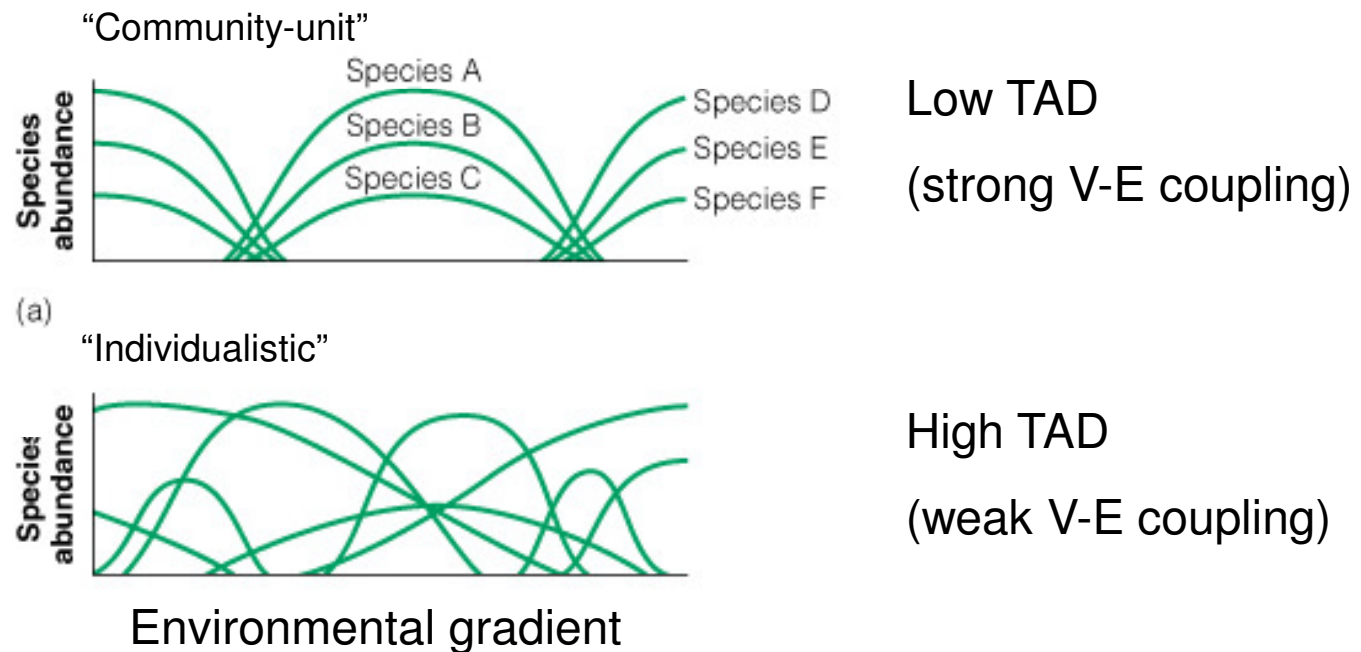 “Community-unit”
Species A
Species B
Species C
Species D
Species E
Species F
Species
abundance
Low TAD
(strong V-E coupling)
(a)
“Individualistic”
Species
abundance
High TAD
(weak V-E coupling)
Environmental gradient